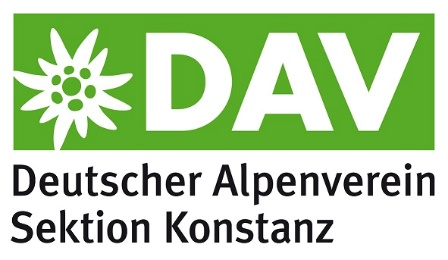 DAV
Deutscher Alpenverein
Sektion Konstanz